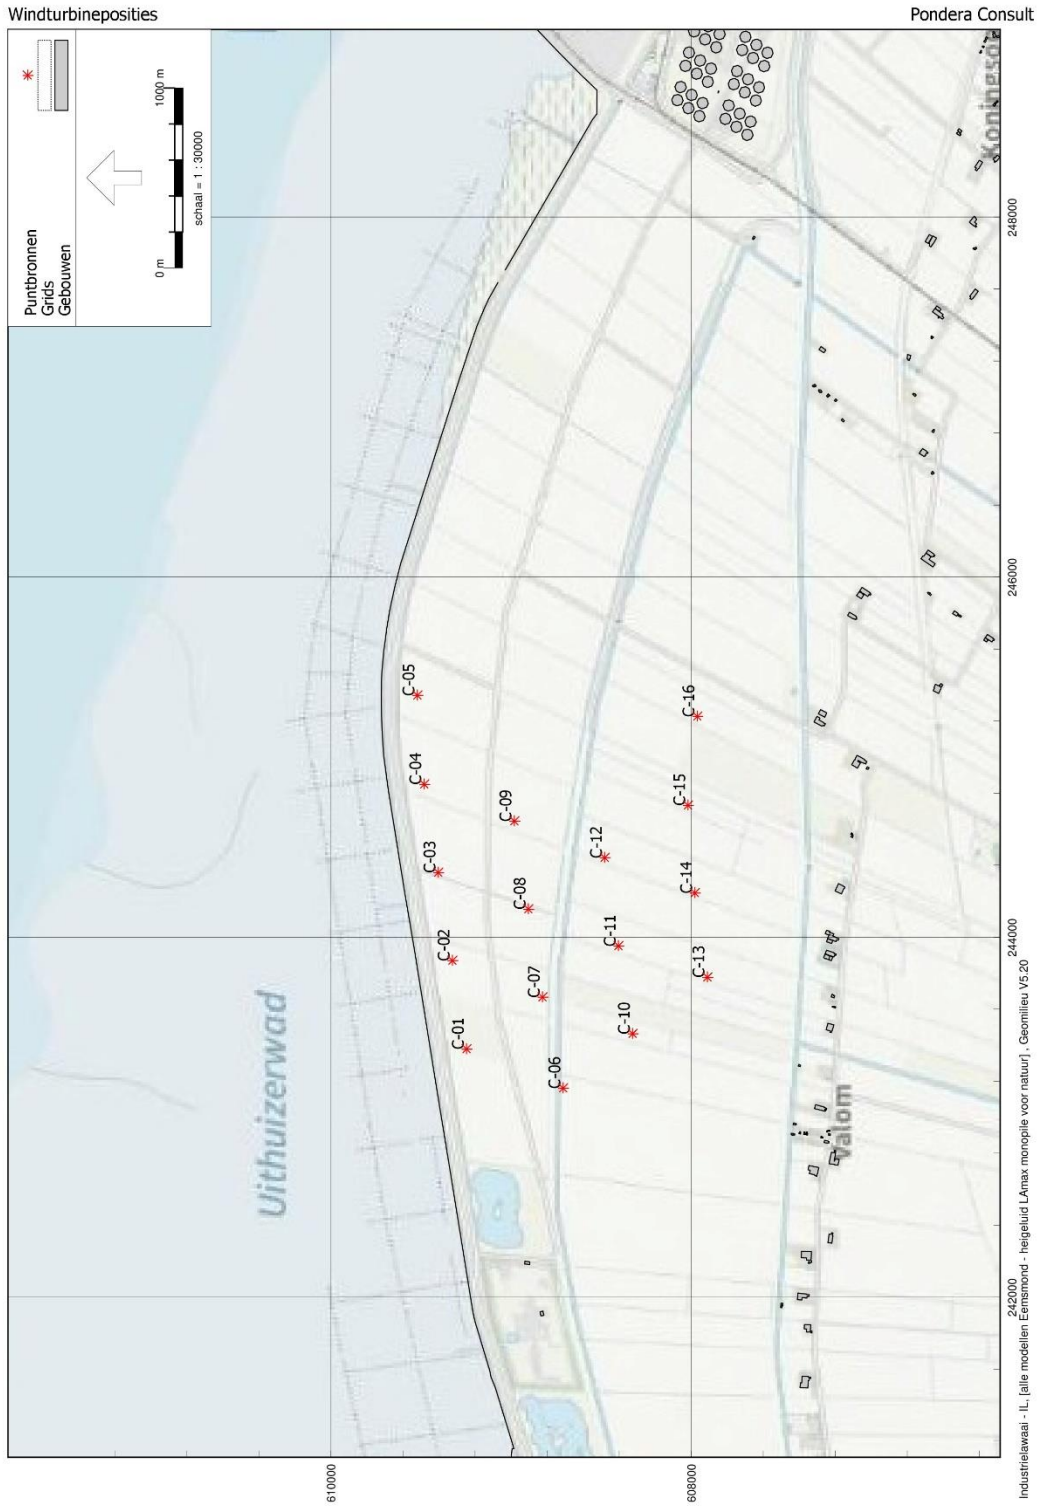 Windturbineposities
Pondera Consult
Puntbronnen
Grids
Gebouwen
0 m
1000 m
schaal = 1 : 30000
Uithuizerwad
C-01
C-02
C-03
C-04
C-05
C-06
C-07
C-08
C-09
C-10
C-11
C-12
C-13
C-14
C-15
C-16
Valom
610000
608000
242000
244000
246000
248000
Industrielawaai - IL, [alle modellen Eemsmond - heigeluid LAmax monopile voor natuur] , Geomilieu V5.20